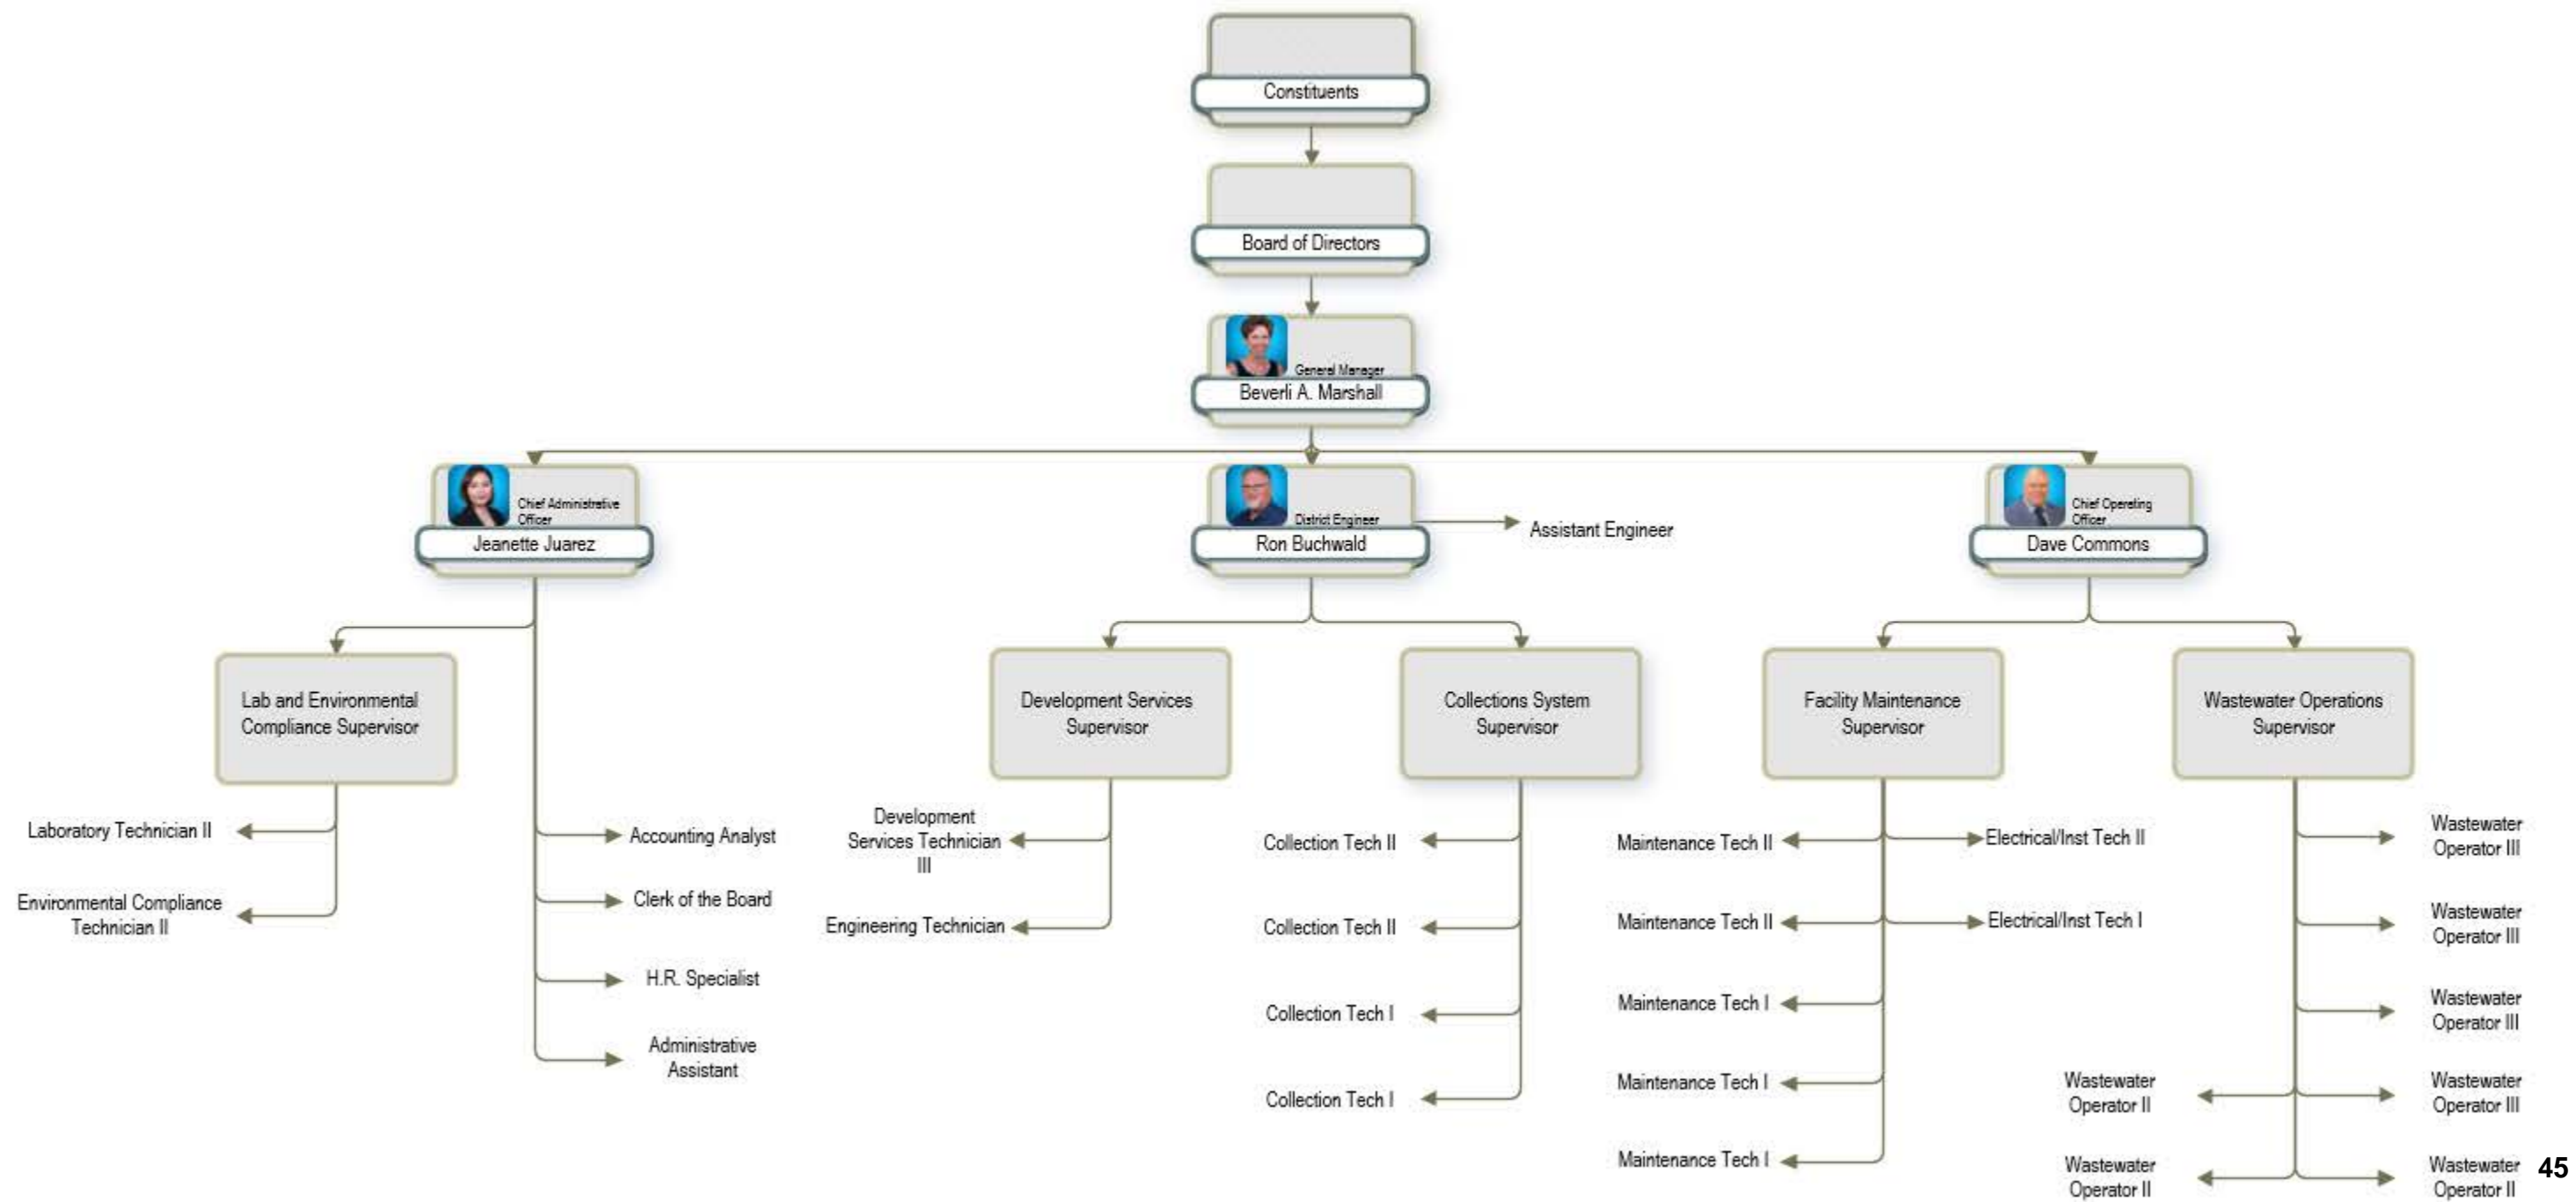 Constituents
Board of Directors
General Manager
Beverli A. Marshall
Chief Administrative
Officer
Jeanette Juarez
District Engineer
Ron Buchwald
Assistant Engineer
Chief Operating
Officer
Dave Commons
Lab and Environmental
Compliance Supervisor
Development Services
Supervisor
Collections System
Supervisor
Facility Maintenance
Supervisor
Wastewater Operations
Supervisor
Laboratory Technician II
Environmental Compliance
Technician II
Accounting Analyst
Clerk of the Board
H.R. Specialist
Administrative
Assistant
Development
Services Technician
III
Engineering Technician
Collection Tech II
Collection Tech II
Collection Tech I
Collection Tech I
Maintenance Tech II
Maintenance Tech II
Maintenance Tech I
Maintenance Tech I
Maintenance Tech I
Electrical/Inst Tech II
Electrical/Inst Tech I
Wastewater
Operator II
Wastewater
Operator II
Wastewater
Operator III
Wastewater
Operator III
Wastewater
Operator III
Wastewater
Operator III
Wastewater
Operator II
45